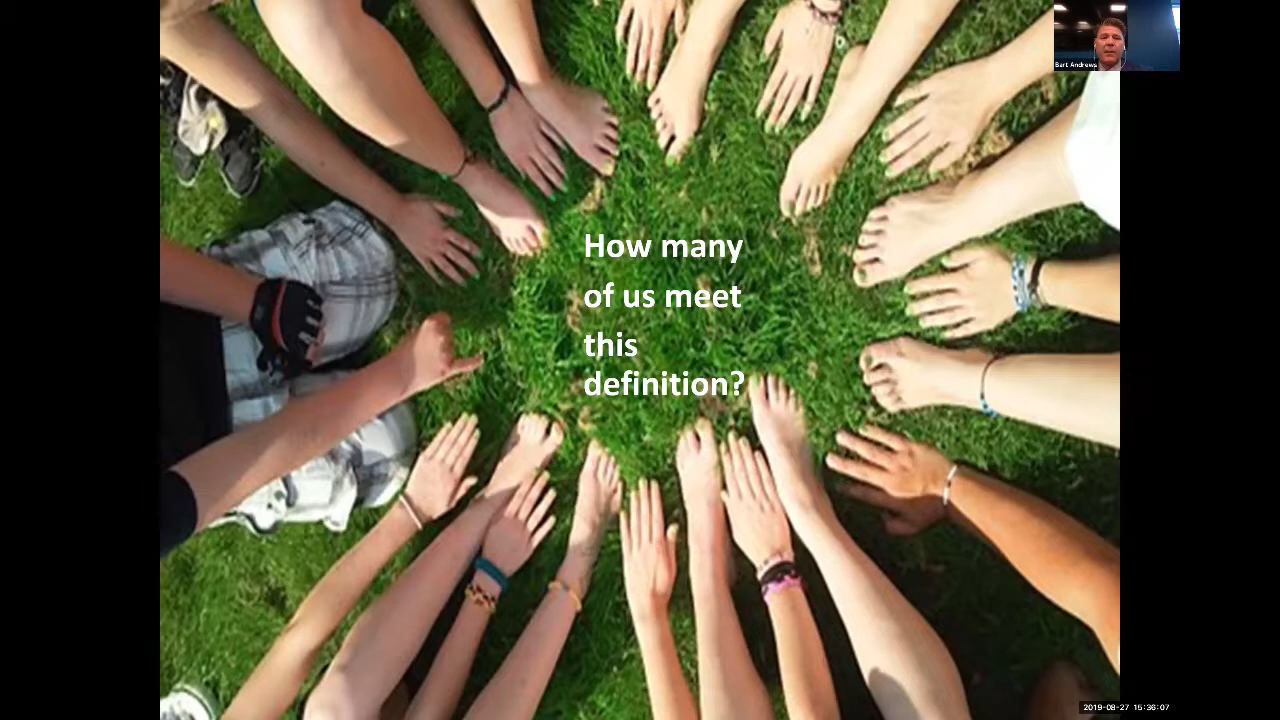 Bart Andrews
How many
of us meet
this
definition?
2019-08-27 15:36:07